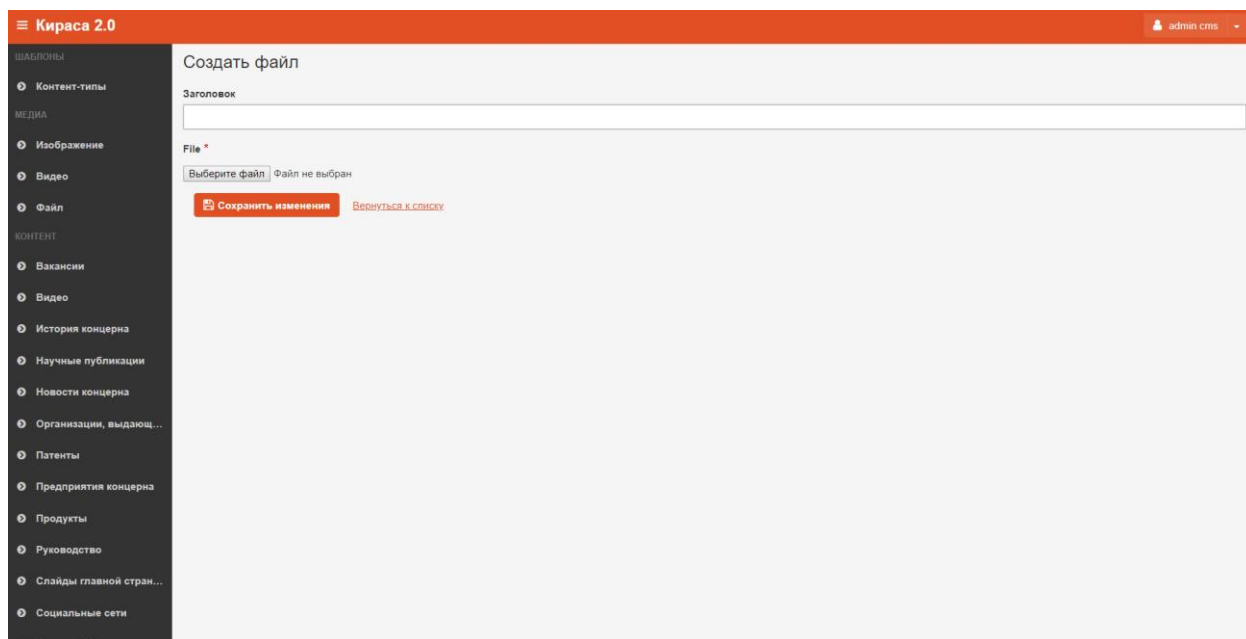 Кираса 2.0
admin cms
ШАБЛОНЫ
Контент-типы
МЕДИА
Изображение
Видео
Файл
КОНТЕНТ
Вакансии
Видео
История концерна
Научные публикации
Новости концерна
Организации, выдающ...
Патенты
Предприятия концерна
Продукты
Руководство
Слайды главной стран...
Социальные сети
Создать файл
Заголовок
File *
Выберите файл Файл не выбран
Сохранить изменения Вернуться к списку